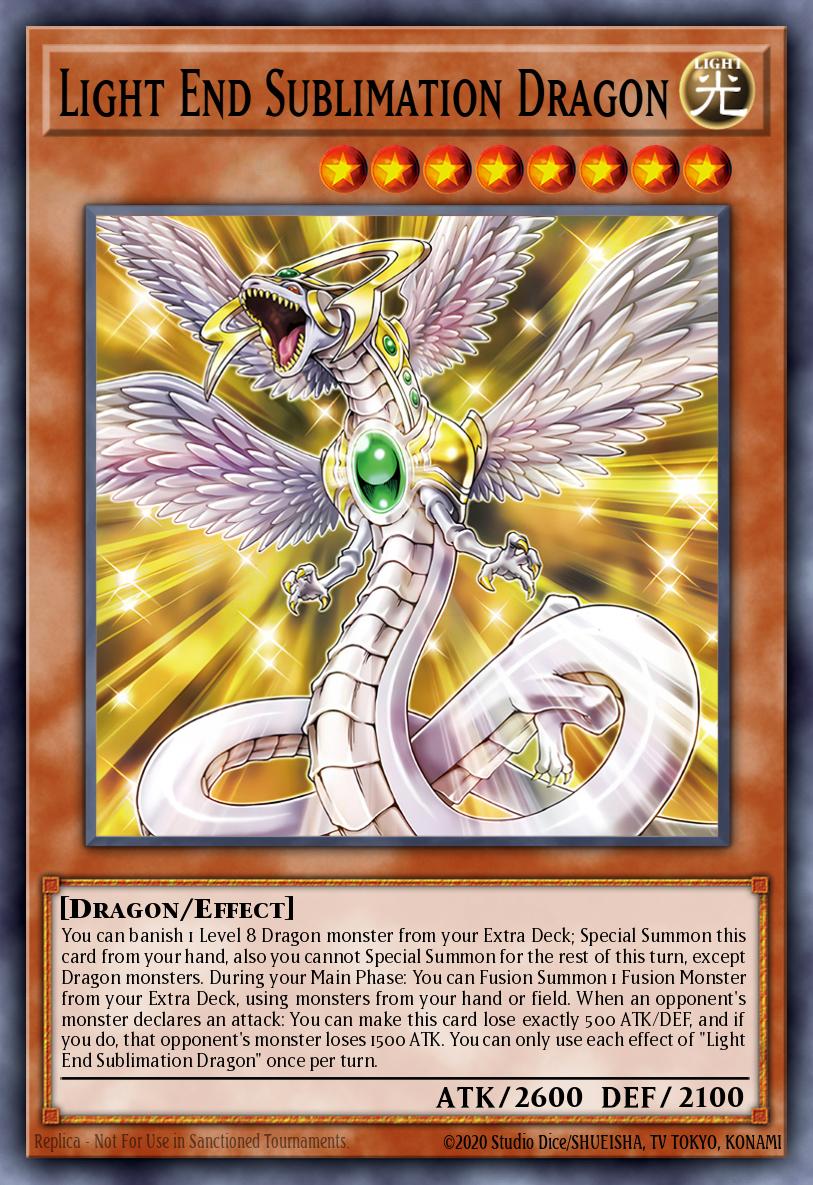 Light End Sublimation Dragon
LIGHT
光
[Dragon/Effect]
You can banish 1 Level 8 Dragon monster from your Extra Deck; Special Summon this
card from your hand, also you cannot Special Summon for the rest of this turn, except
Dragon monsters. During your Main Phase: You can Fusion Summon 1 Fusion Monster
from your Extra Deck, using monsters from your hand or field. When an opponent's
monster declares an attack: You can make this card lose exactly 500 ATK/DEF, and if
you do, that opponent's monster loses 1500 ATK. You can only use each effect of "Light
End Sublimation Dragon" once per turn.
ATK/2600 DEF/2100
Replica - Not For Use in Sanctioned Tournaments.
©2020 Studio Dice/SHUEISHA, TV TOKYO, KONAMI